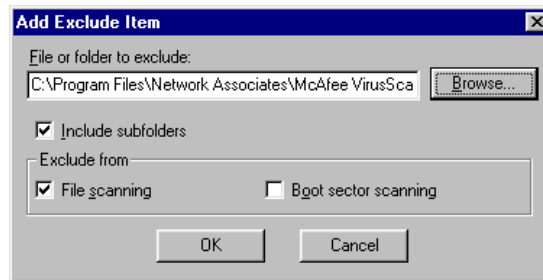 Add Exclude Item
File or folder to exclude:
C:\Program Files\Network Associates\McAfee VirusSca
Browse...
Include subfolders
Exclude from
File scanning
Boot sector scanning
OK
Cancel